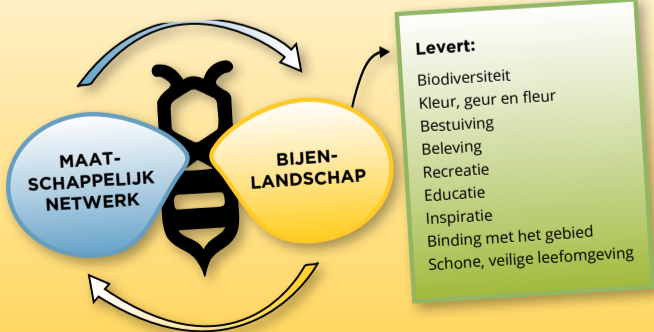 MAAT-
SCHAPPELIJK
NETWERK
BIJEN-
LANDSCHAP
Levert:
Biodiversiteit
Kleur, geur en fleur
Bestuiving
Beleving
Recreatie
Educatie
Inspiratie
Binding met het gebied
Schone, veilige leefomgeving